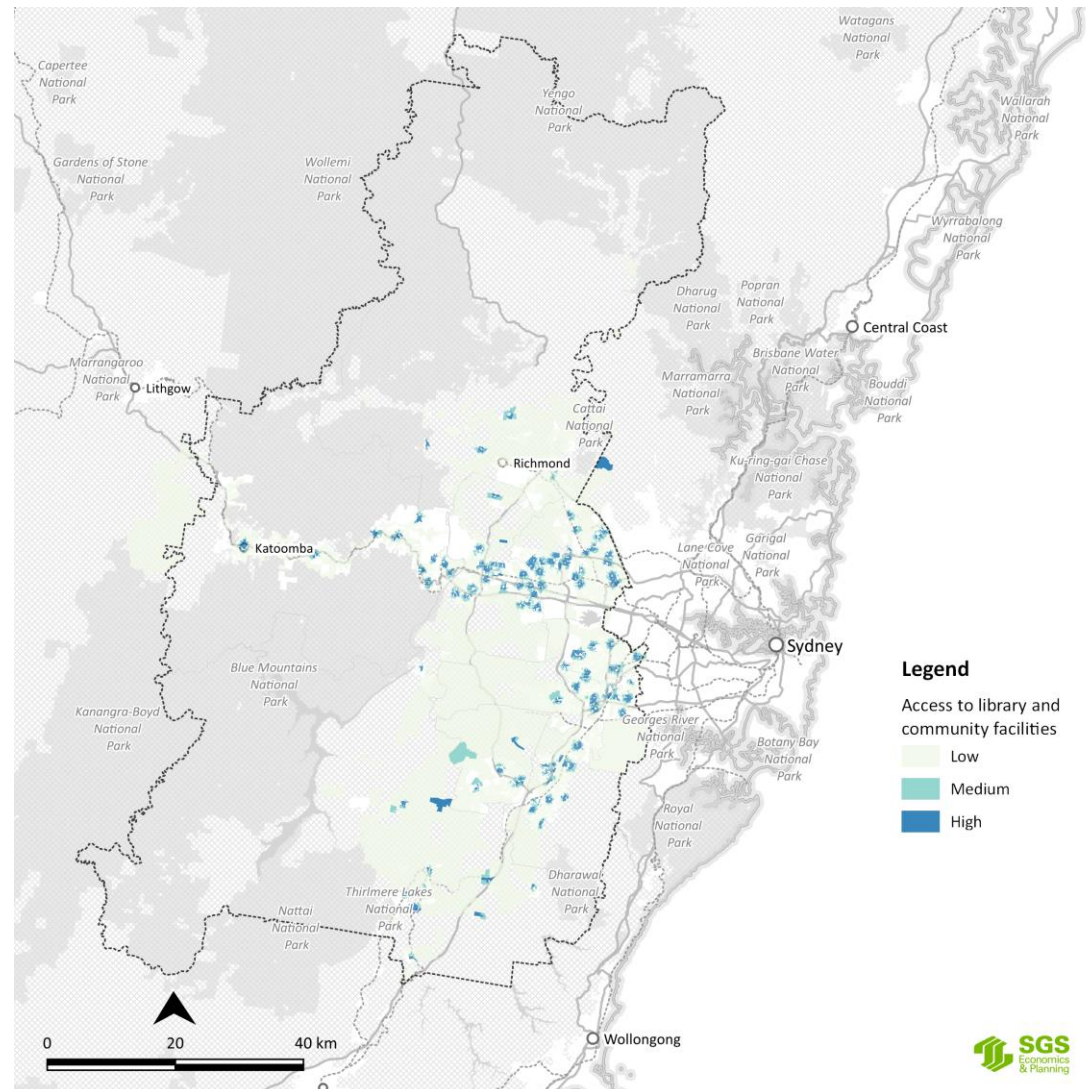 Watagans
National
Park
Capertee
National
Park
Yengo
National
Park
Wallarah
National
Park
Gardens of Stone
National
Park
Wollemi
National
Park
Wyrrabalong
National
Park
Dharug
National
Park
Popran
National
Park
Central Coast
Brisbane Water
National
Park
Marrangaroo
National
Park
Lithgow
Marramarra
National
Park
Bouddi
National
Park
Cattai
National
Park
Richmond
Ku-ring-gai Chase
National
Park
Katoomba
Lane Cove
National
Park
Garigal
National
Park
Sydney
Blue Mountains
National
Park
Kanangra-Boyd
National
Park
Georges River
National
Park
Botany Bay
National
Park
Royal
National
Park
Dharawal
National
Park
Thirlmere Lakes
National
Park
Nattai
National
Park
Wollongong
Legend
Access to library and
community facilities
Low
Medium
High
0 20 40 km
SGS
Economics
& Planning